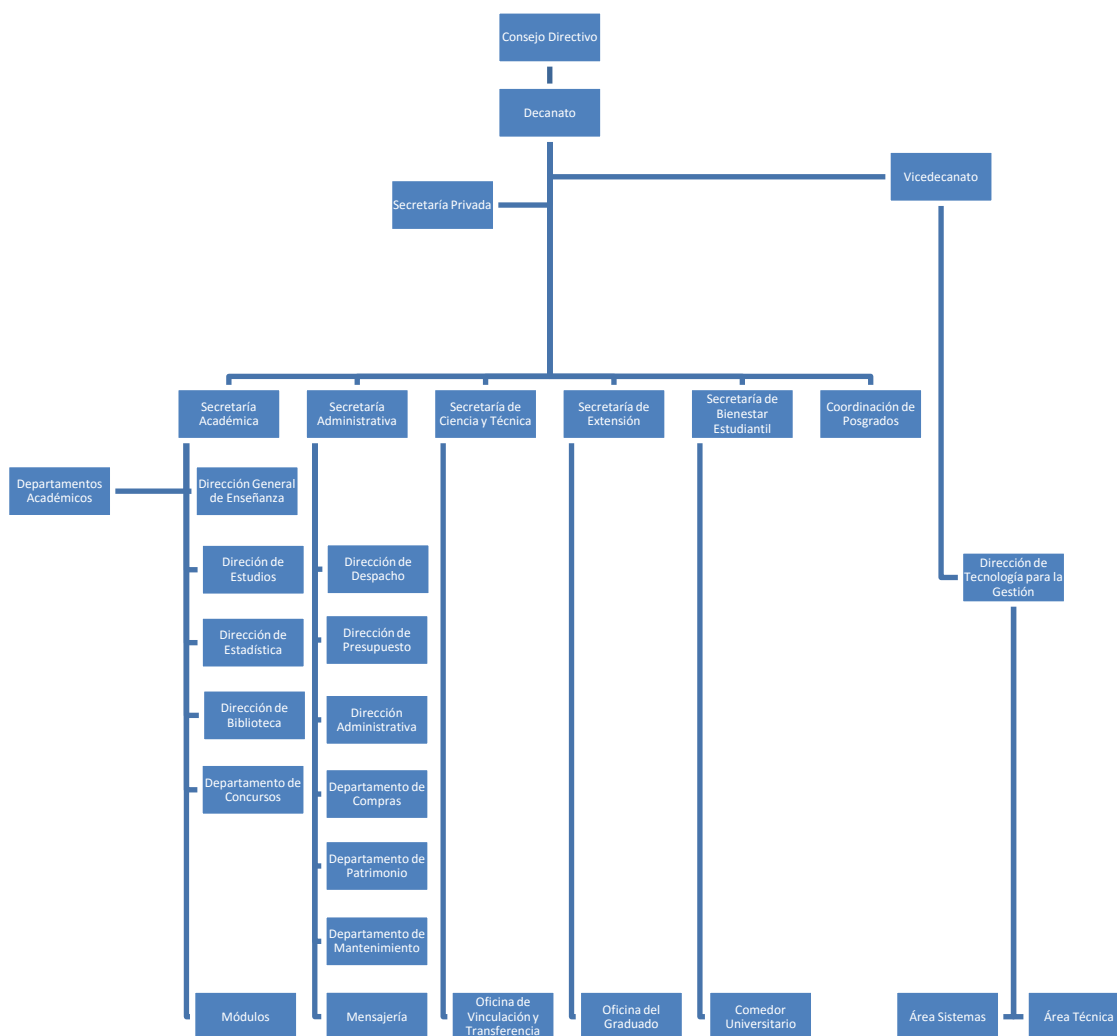 Consejo Directivo
Decanato
Vicedecanato
Secretaría Privada
Secretaría
Académica
Secretaría
Administrativa
Secretaría de
Ciencia y Técnica
Secretaría de
Extensión
Secretaría de
Bienestar
Estudiantil
Coordinación de
Posgrados
Departamentos
Académicos
Dirección General
de Enseñanza
Direción de
Estudios
Dirección de
Despacho
Dirección de
Tecnología para la
Gestión
Dirección de
Estadística
Dirección de
Presupuesto
Dirección de
Biblioteca
Dirección
Administrativa
Departamento de
Concursos
Departamento de
Compras
Departamento de
Patrimonio
Departamento de
Mantenimiento
Módulos
Mensajería
Oficina de
Vinculación y
Transferencia
Oficina del
Graduado
Comedor
Universitario
Área Sistemas
Área Técnica